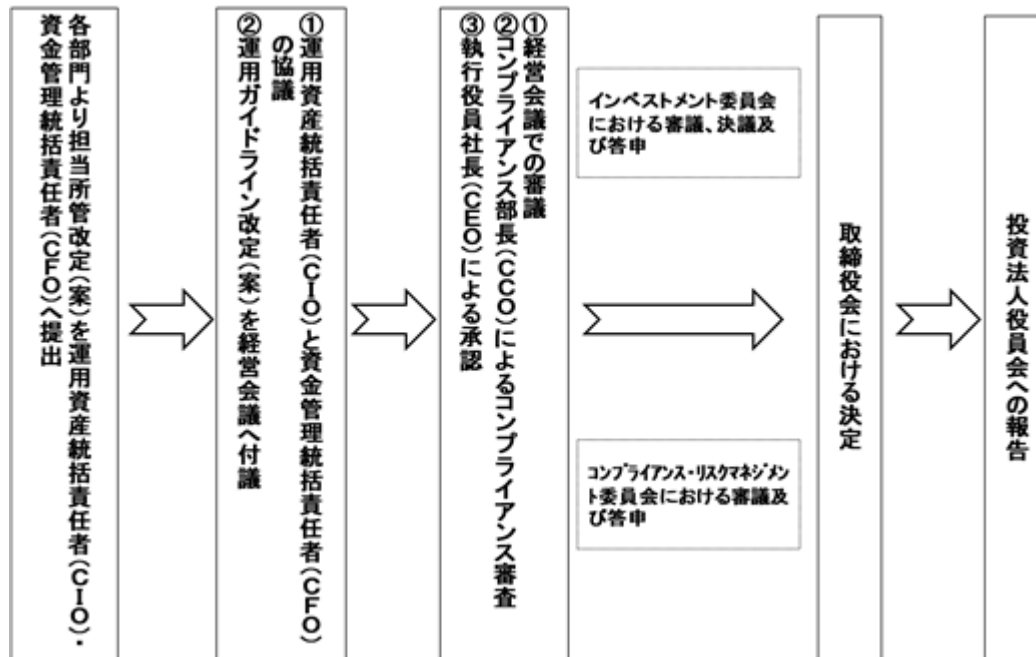 各部門より担当所管改定(案)を運用資産統括責任者(CIO)・
資金管理統括責任者(CFO)へ提出
①運用資産統括責任者(CIO)と資金管理統括責任者(CFO)
の協議
②運用ガイドライン改定(案)を経営会議へ付議
①経営会議での審議
②コンプライアンス部長(CCO)によるコンプライアンス審査
③執行役員社長(CEO)による承認
インベストメント委員会
における審議、決議及
び答申
コンプライアンス・リスクマネジメン
ト委員会における審議及
び答申
取締役会における決定
投資法人役員会への報告